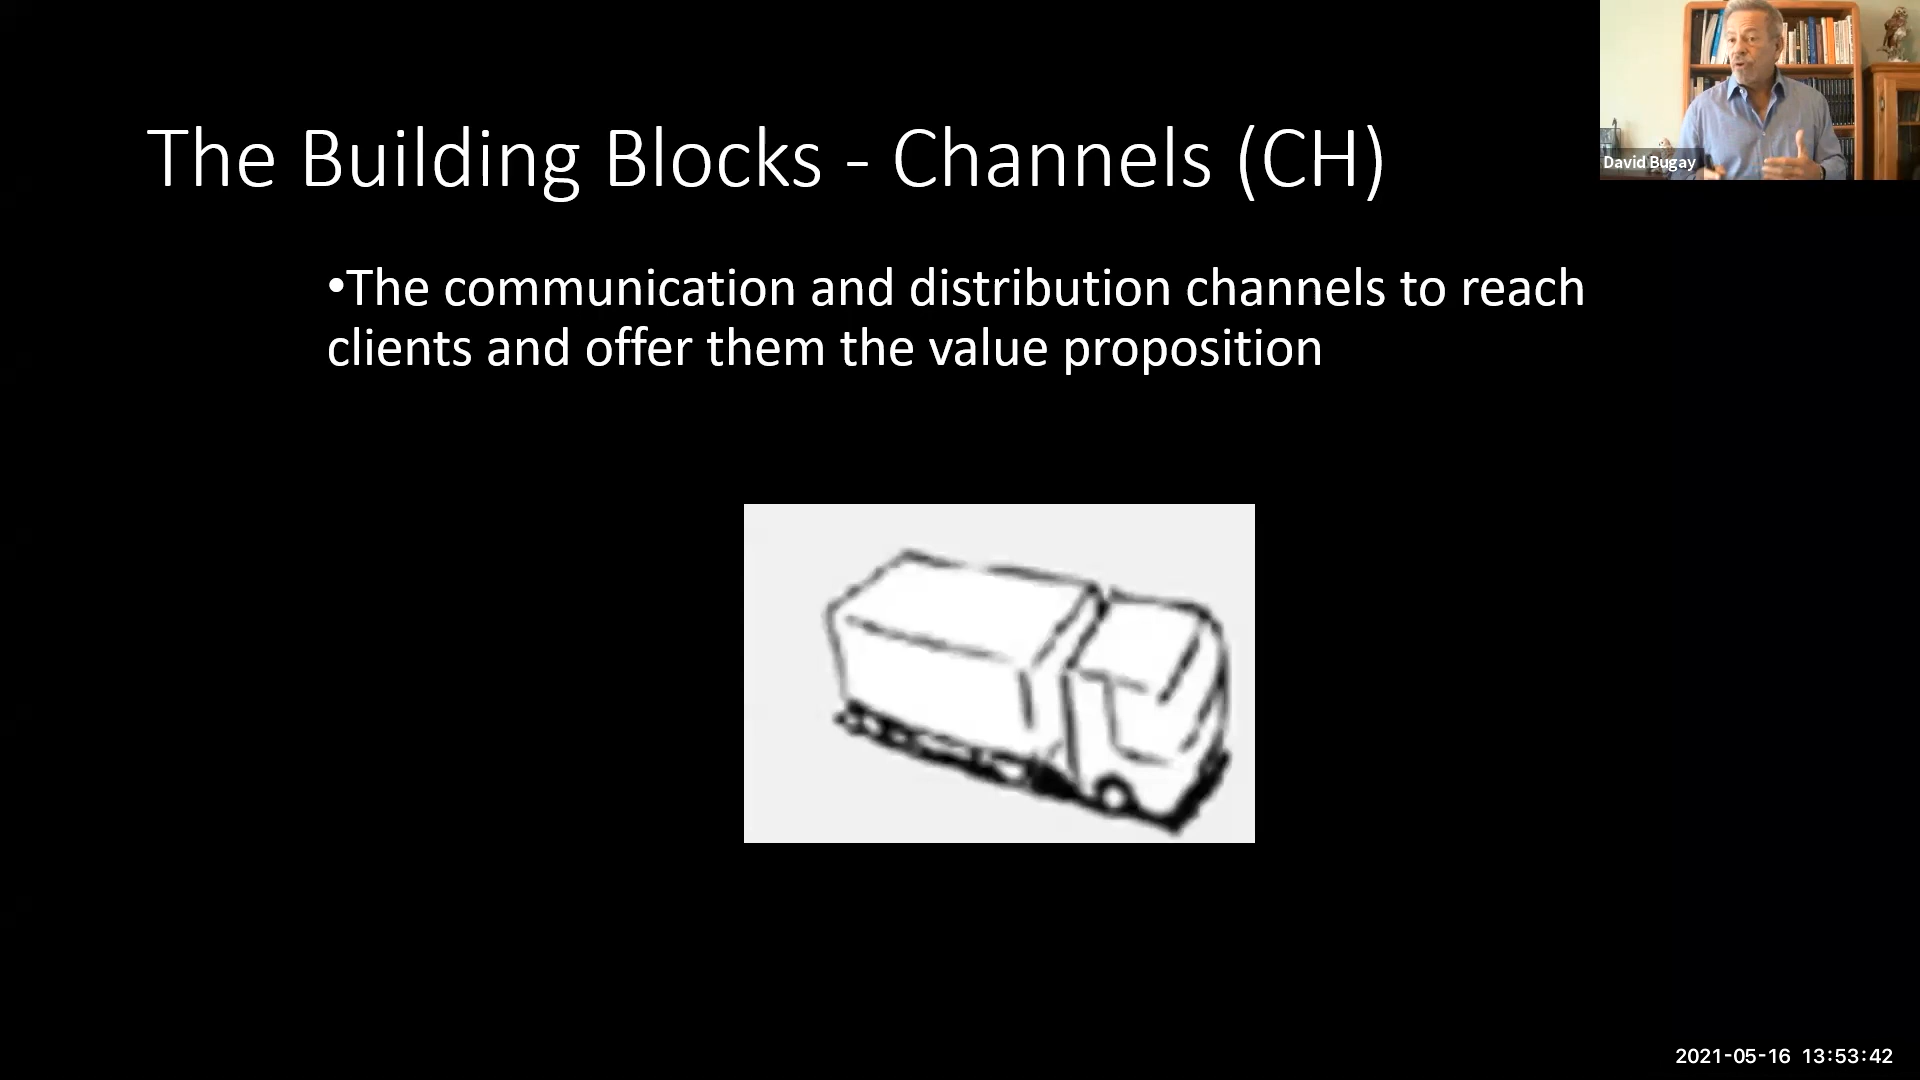 The Building Blocks - Channels (CH)
•The communication and distribution channels to reach
clients and offer them the value proposition
David Bugay
2021-05-16 13:53:42